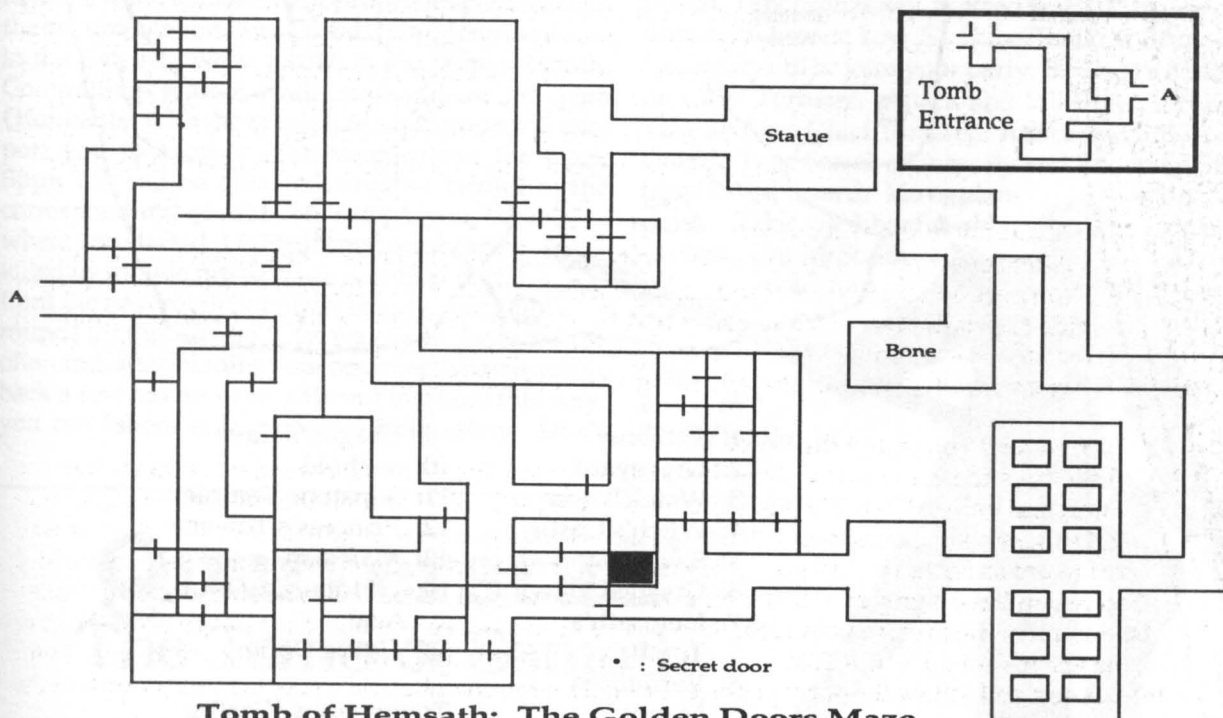 Statue
Tomb
Entrance
A
A
Bone
• : Secret door
Tomb of Hemsath: The Golden Doors Maze